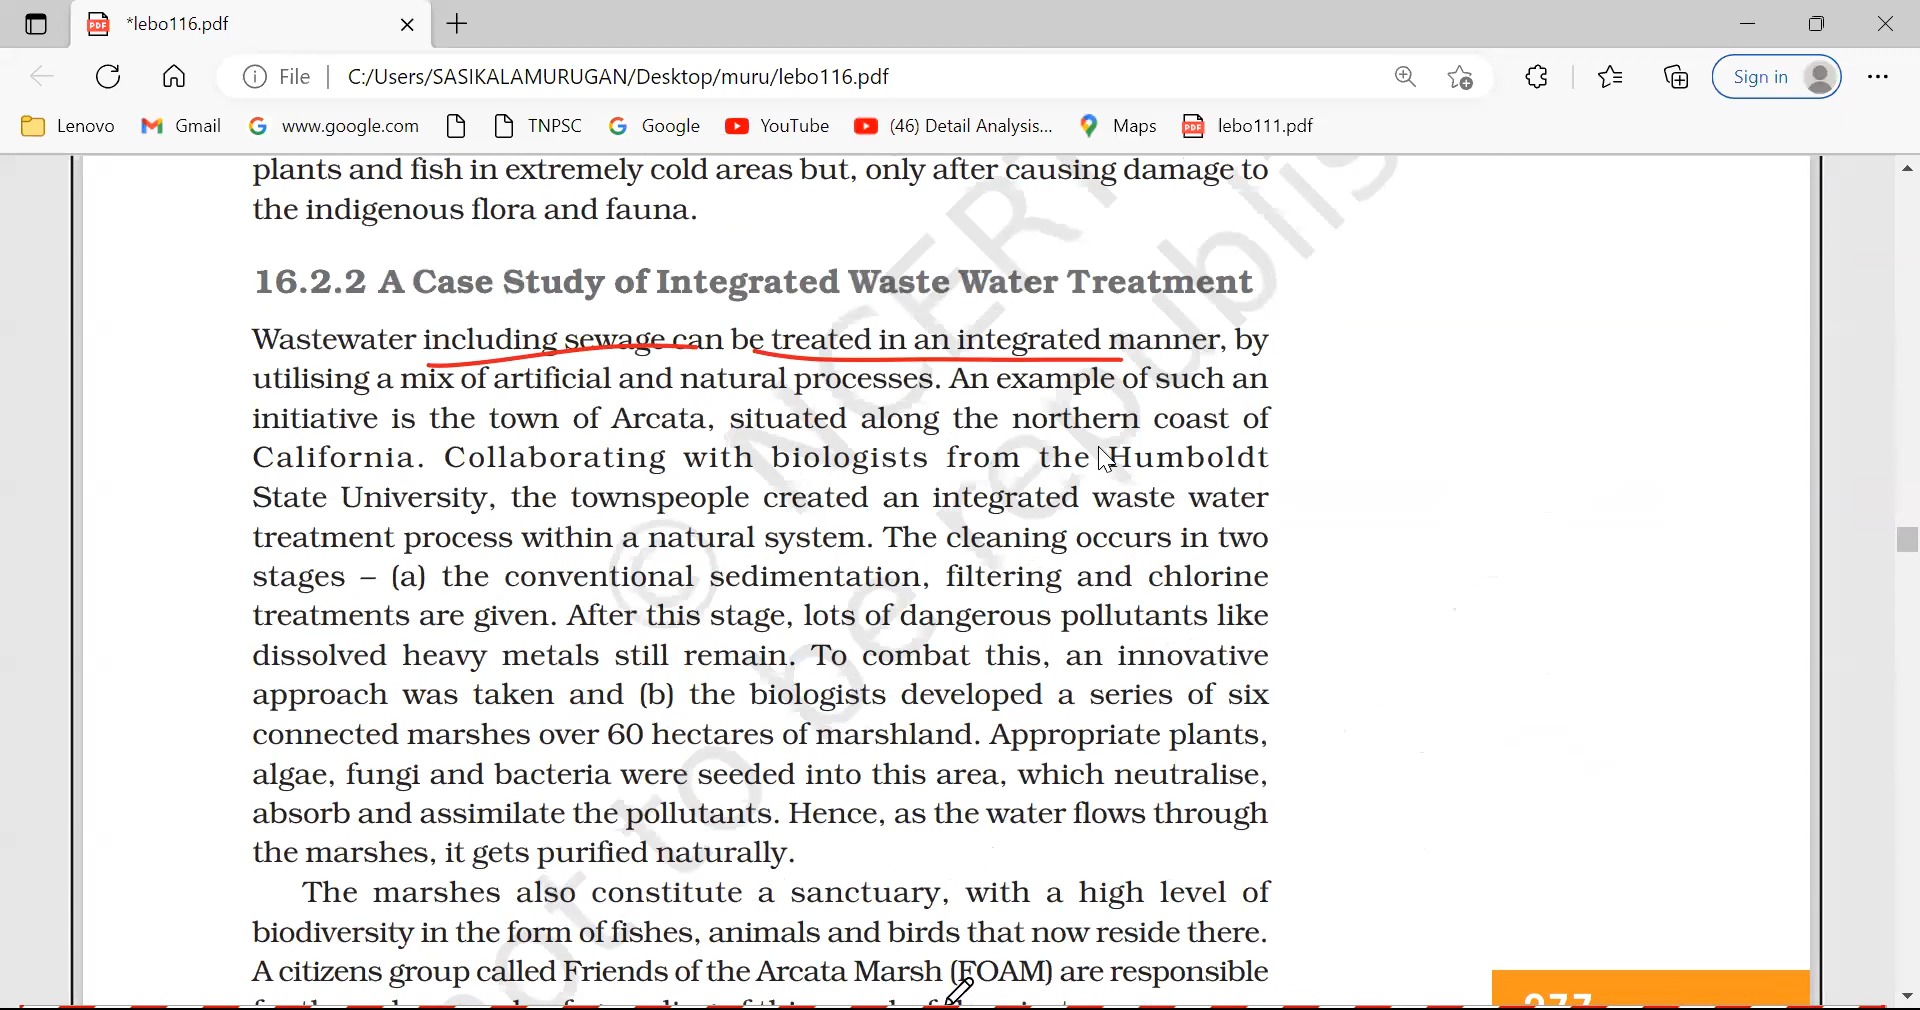 *lebo116.pdf
File
C:/Users/SASIKALAMURUGAN/Desktop/muru/lebo116.pdf
Sign in
Lenovo
Gmail
www.google.com
TNPSC
Google
YouTube
(46) Detail Analysis...
Maps
lebo111.pdf
plants and fish in extremely cold areas but, only after causing damage to
the indigenous flora and fauna.
16.2.2 A Case Study of Integrated Waste Water Treatment
Wastewater including sewage can be treated in an integrated manner, by
utilising a mix of artificial and natural processes. An example of such an
initiative is the town of Arcata, situated along the northern coast of
California. Collaborating with biologists from the Humboldt
State University, the townspeople created an integrated waste water
treatment process within a natural system. The cleaning occurs in two
stages – (a) the conventional sedimentation, filtering and chlorine
treatments are given. After this stage, lots of dangerous pollutants like
dissolved heavy metals still remain. To combat this, an innovative
approach was taken and (b) the biologists developed a series of six
connected marshes over 60 hectares of marshland. Appropriate plants,
algae, fungi and bacteria were seeded into this area, which neutralise,
absorb and assimilate the pollutants. Hence, as the water flows through
the marshes, it gets purified naturally.
The marshes also constitute a sanctuary, with a high level of
biodiversity in the form of fishes, animals and birds that now reside there.
A citizens group called Friends of the Arcata Marsh (FOAM) are responsible
277
© NCERT
not to be republis